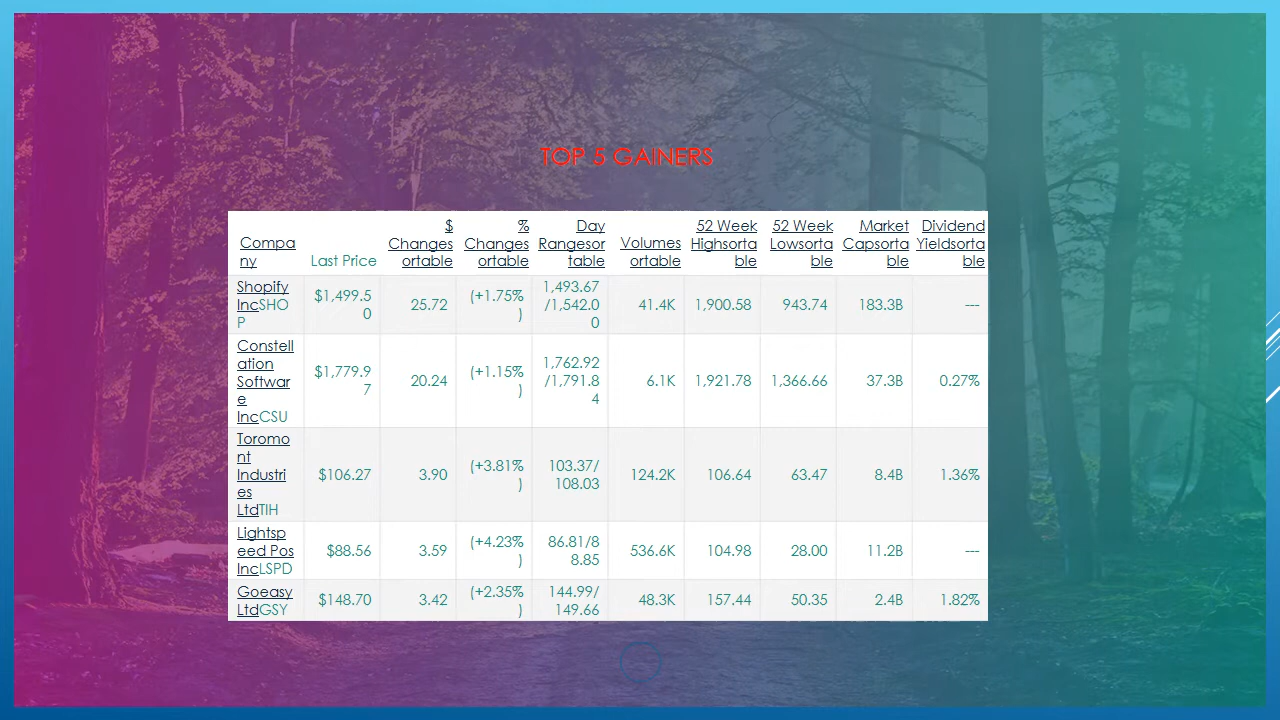 TOP 5 GAINERS
Compa
ny
Last Price
$
Changes
ortable
%
Changes
ortable
Day
Rangesor
table
Volumes
ortable
52 Week
Highsorta
ble
52 Week
Lowsorta
ble
Market
Capsorta
ble
Dividend
Yieldsorta
ble
Shopify
IncSHO
P
$1,499.5
0
25.72
(+1.75%
)
1,493.67
/1,542.0
0
41.4K
1,900.58
943.74
183.3B
---
Constell
ation
Softwar
e
IncCSU
$1,779.9
7
20.24
(+1.15%
)
1,762.92
/1,791.8
4
6.1K
1,921.78
1,366.66
37.3B
0.27%
Toromo
nt
Industri
es
LtdTIH
$106.27
3.90
(+3.81%
)
103.37/
108.03
124.2K
106.64
63.47
8.4B
1.36%
Lightsp
eed Pos
IncLSPD
$88.56
3.59
(+4.23%
)
86.81/8
8.85
536.6K
104.98
28.00
11.2B
---
Goeasy
LtdGSY
$148.70
3.42
(+2.35%
)
144.99/
149.66
48.3K
157.44
50.35
2.4B
1.82%